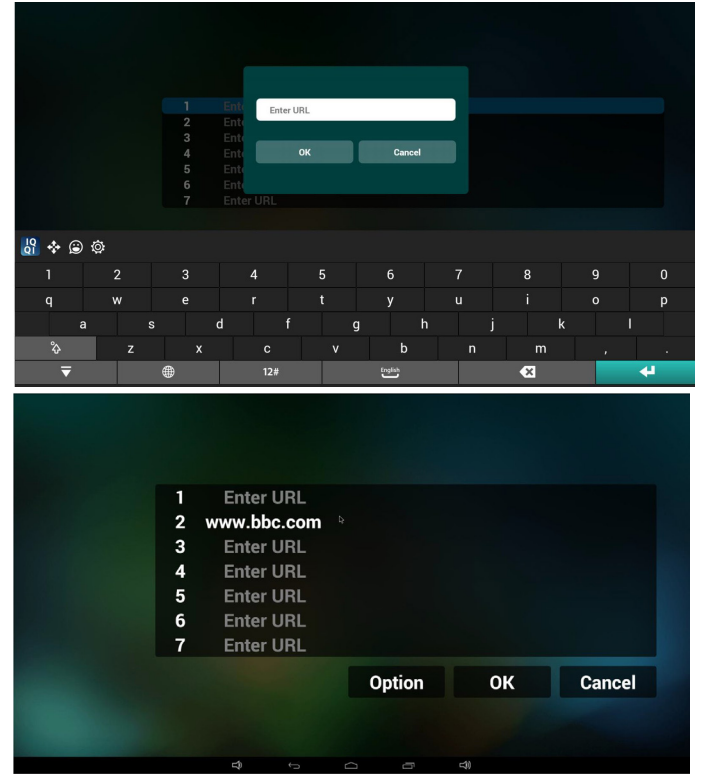 1 Ente
2 Ente
3 Ente
4 Ente
5 Ente
6 Ente
7 Enter URL
Enter URL
OK Cancel
IQ
QI
1 2 3 4 5 6 7 8 9 0
q w e r t y u i o p
a s d f g h j k l
z x c v b n m , .
12# English
1 Enter URL
2 www.bbc.com
3 Enter URL
4 Enter URL
5 Enter URL
6 Enter URL
7 Enter URL
Option OK Cancel